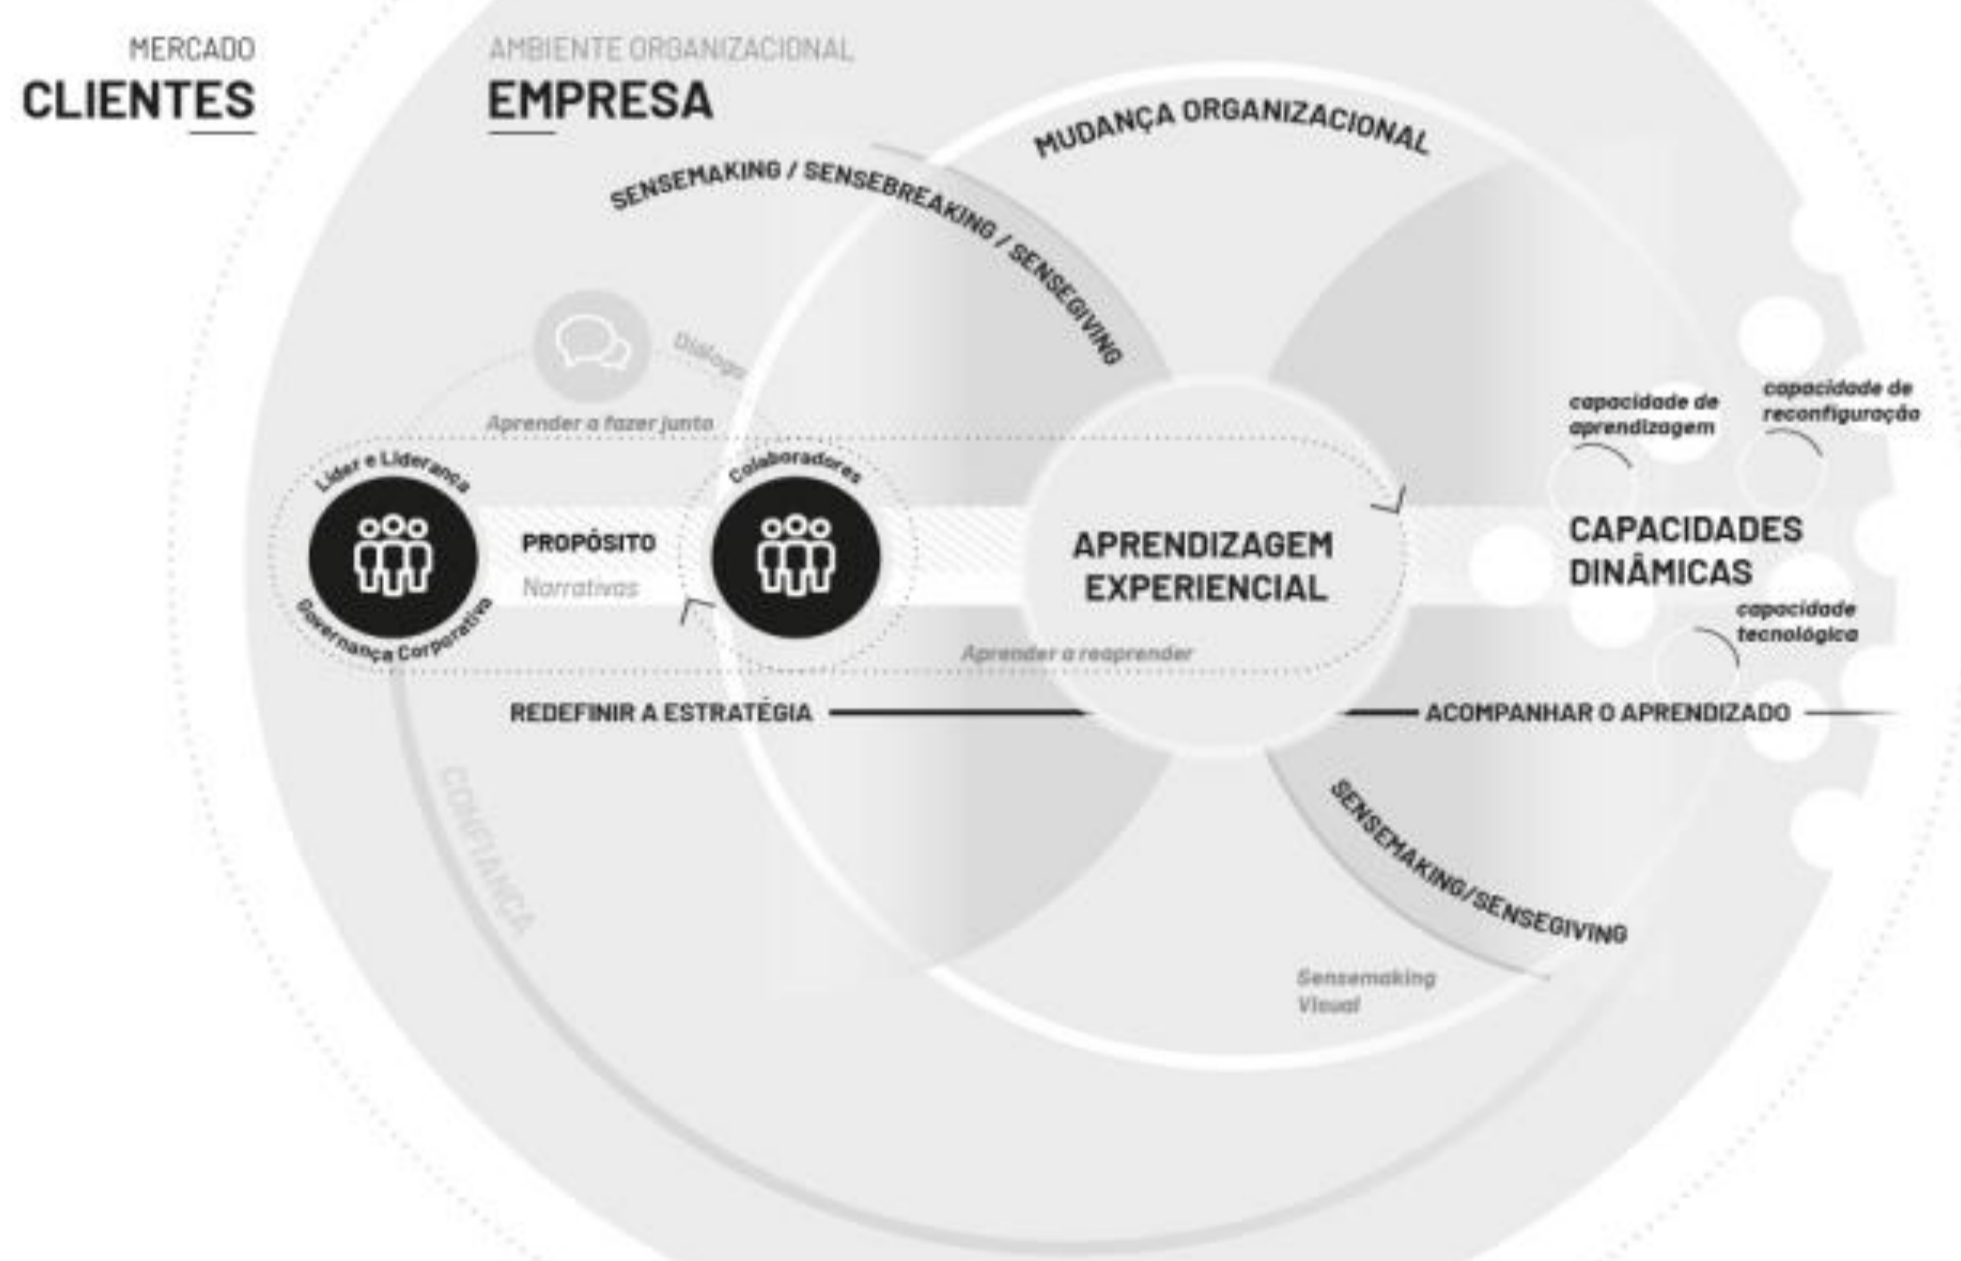 MERCADO
CLIENTES
AMBIENTE ORGANIZACIONAL
EMPRESA
MUDANÇA ORGANIZACIONAL
SENSEMAKING / SENSEBREAKING / SENSEGIVING
Diálogo
Aprender a fazer junto
Líder e Liderança
Governança Corporativa
PROPÓSITO
Narrativas
Colaboradores
APRENDIZAGEM
EXPERIENCIAL
Aprender a reaprender
capacidade de
aprendizagem
capacidade de
reconfiguração
CAPACIDADES
DINÂMICAS
capacidade
tecnológica
REDEFINIR A ESTRATÉGIA
ACOMPANHAR O APRENDIZADO
CONFIANÇA
SENSEMAKING/SENSEGIVING
Sensemaking
Visual